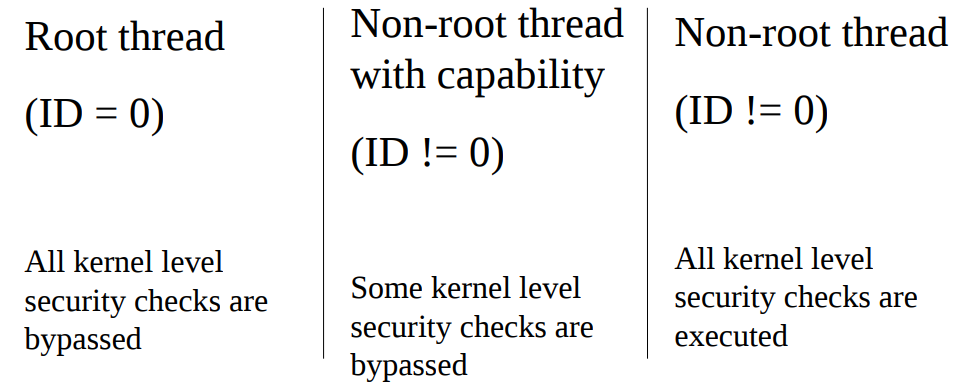 Root thread
(ID = 0)
All kernel level
security checks are
bypassed
Non-root thread
with capability
(ID != 0)
Some kernel level
security checks are
bypassed
Non-root thread
(ID != 0)
All kernel level
security checks are
executed